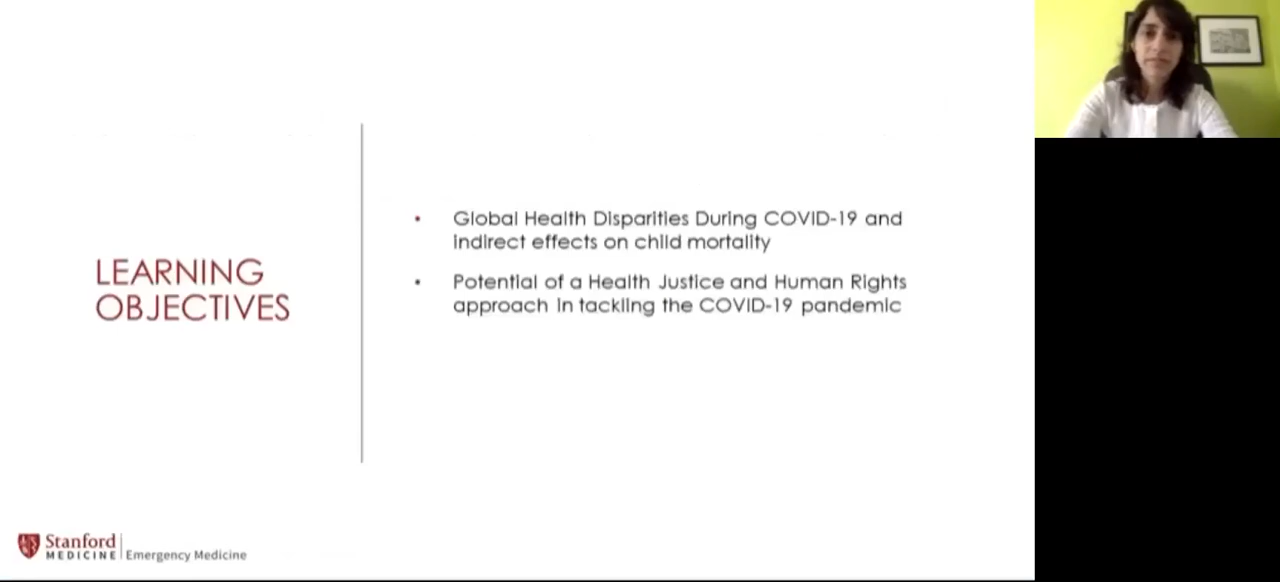 LEARNING
OBJECTIVES
• Global Health Disparities During COVID-19 and
indirect effects on child mortality
• Potential of a Health Justice and Human Rights
approach in tackling the COVID-19 pandemic
Stanford
MEDICINE
Emergency Medicine